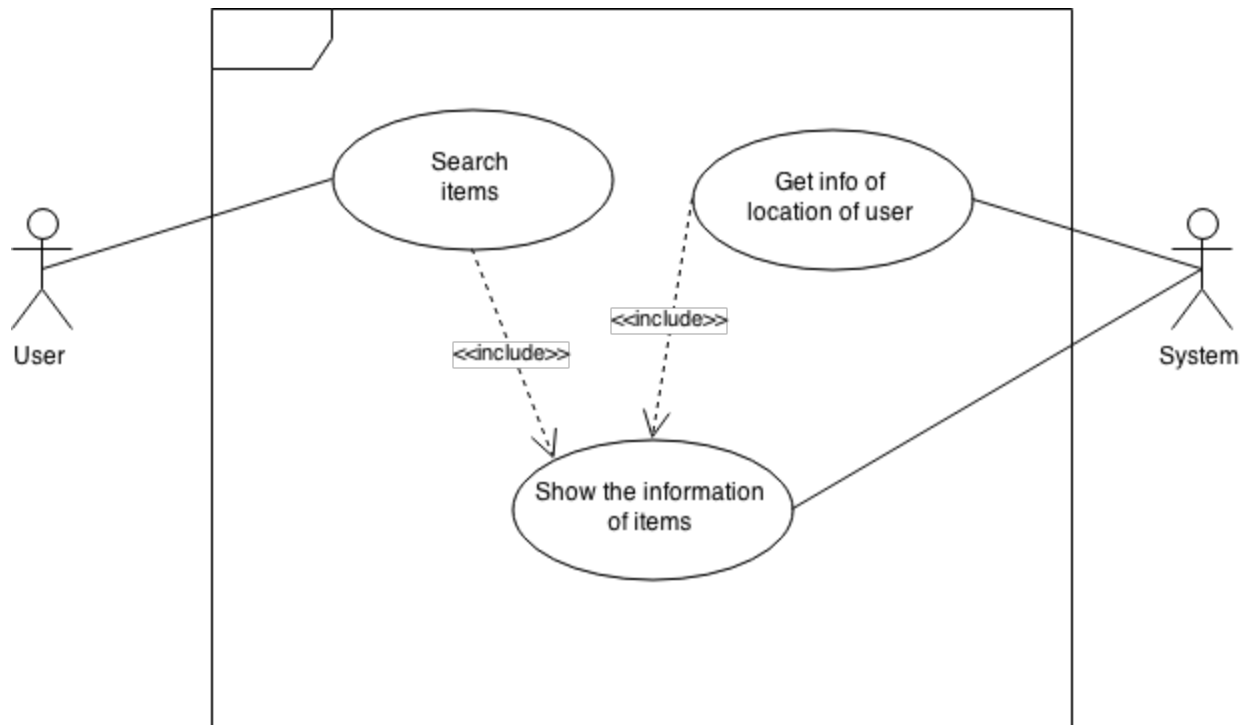 Search
items
Get info of
location of user
<<include>>
<<include>>
User
System
Show the information
of items